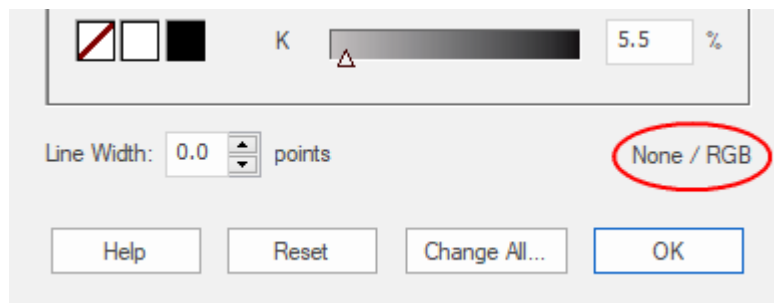 K 5.5 %
Line Width: 0.0 points None / RGB
Help Reset Change All... OK